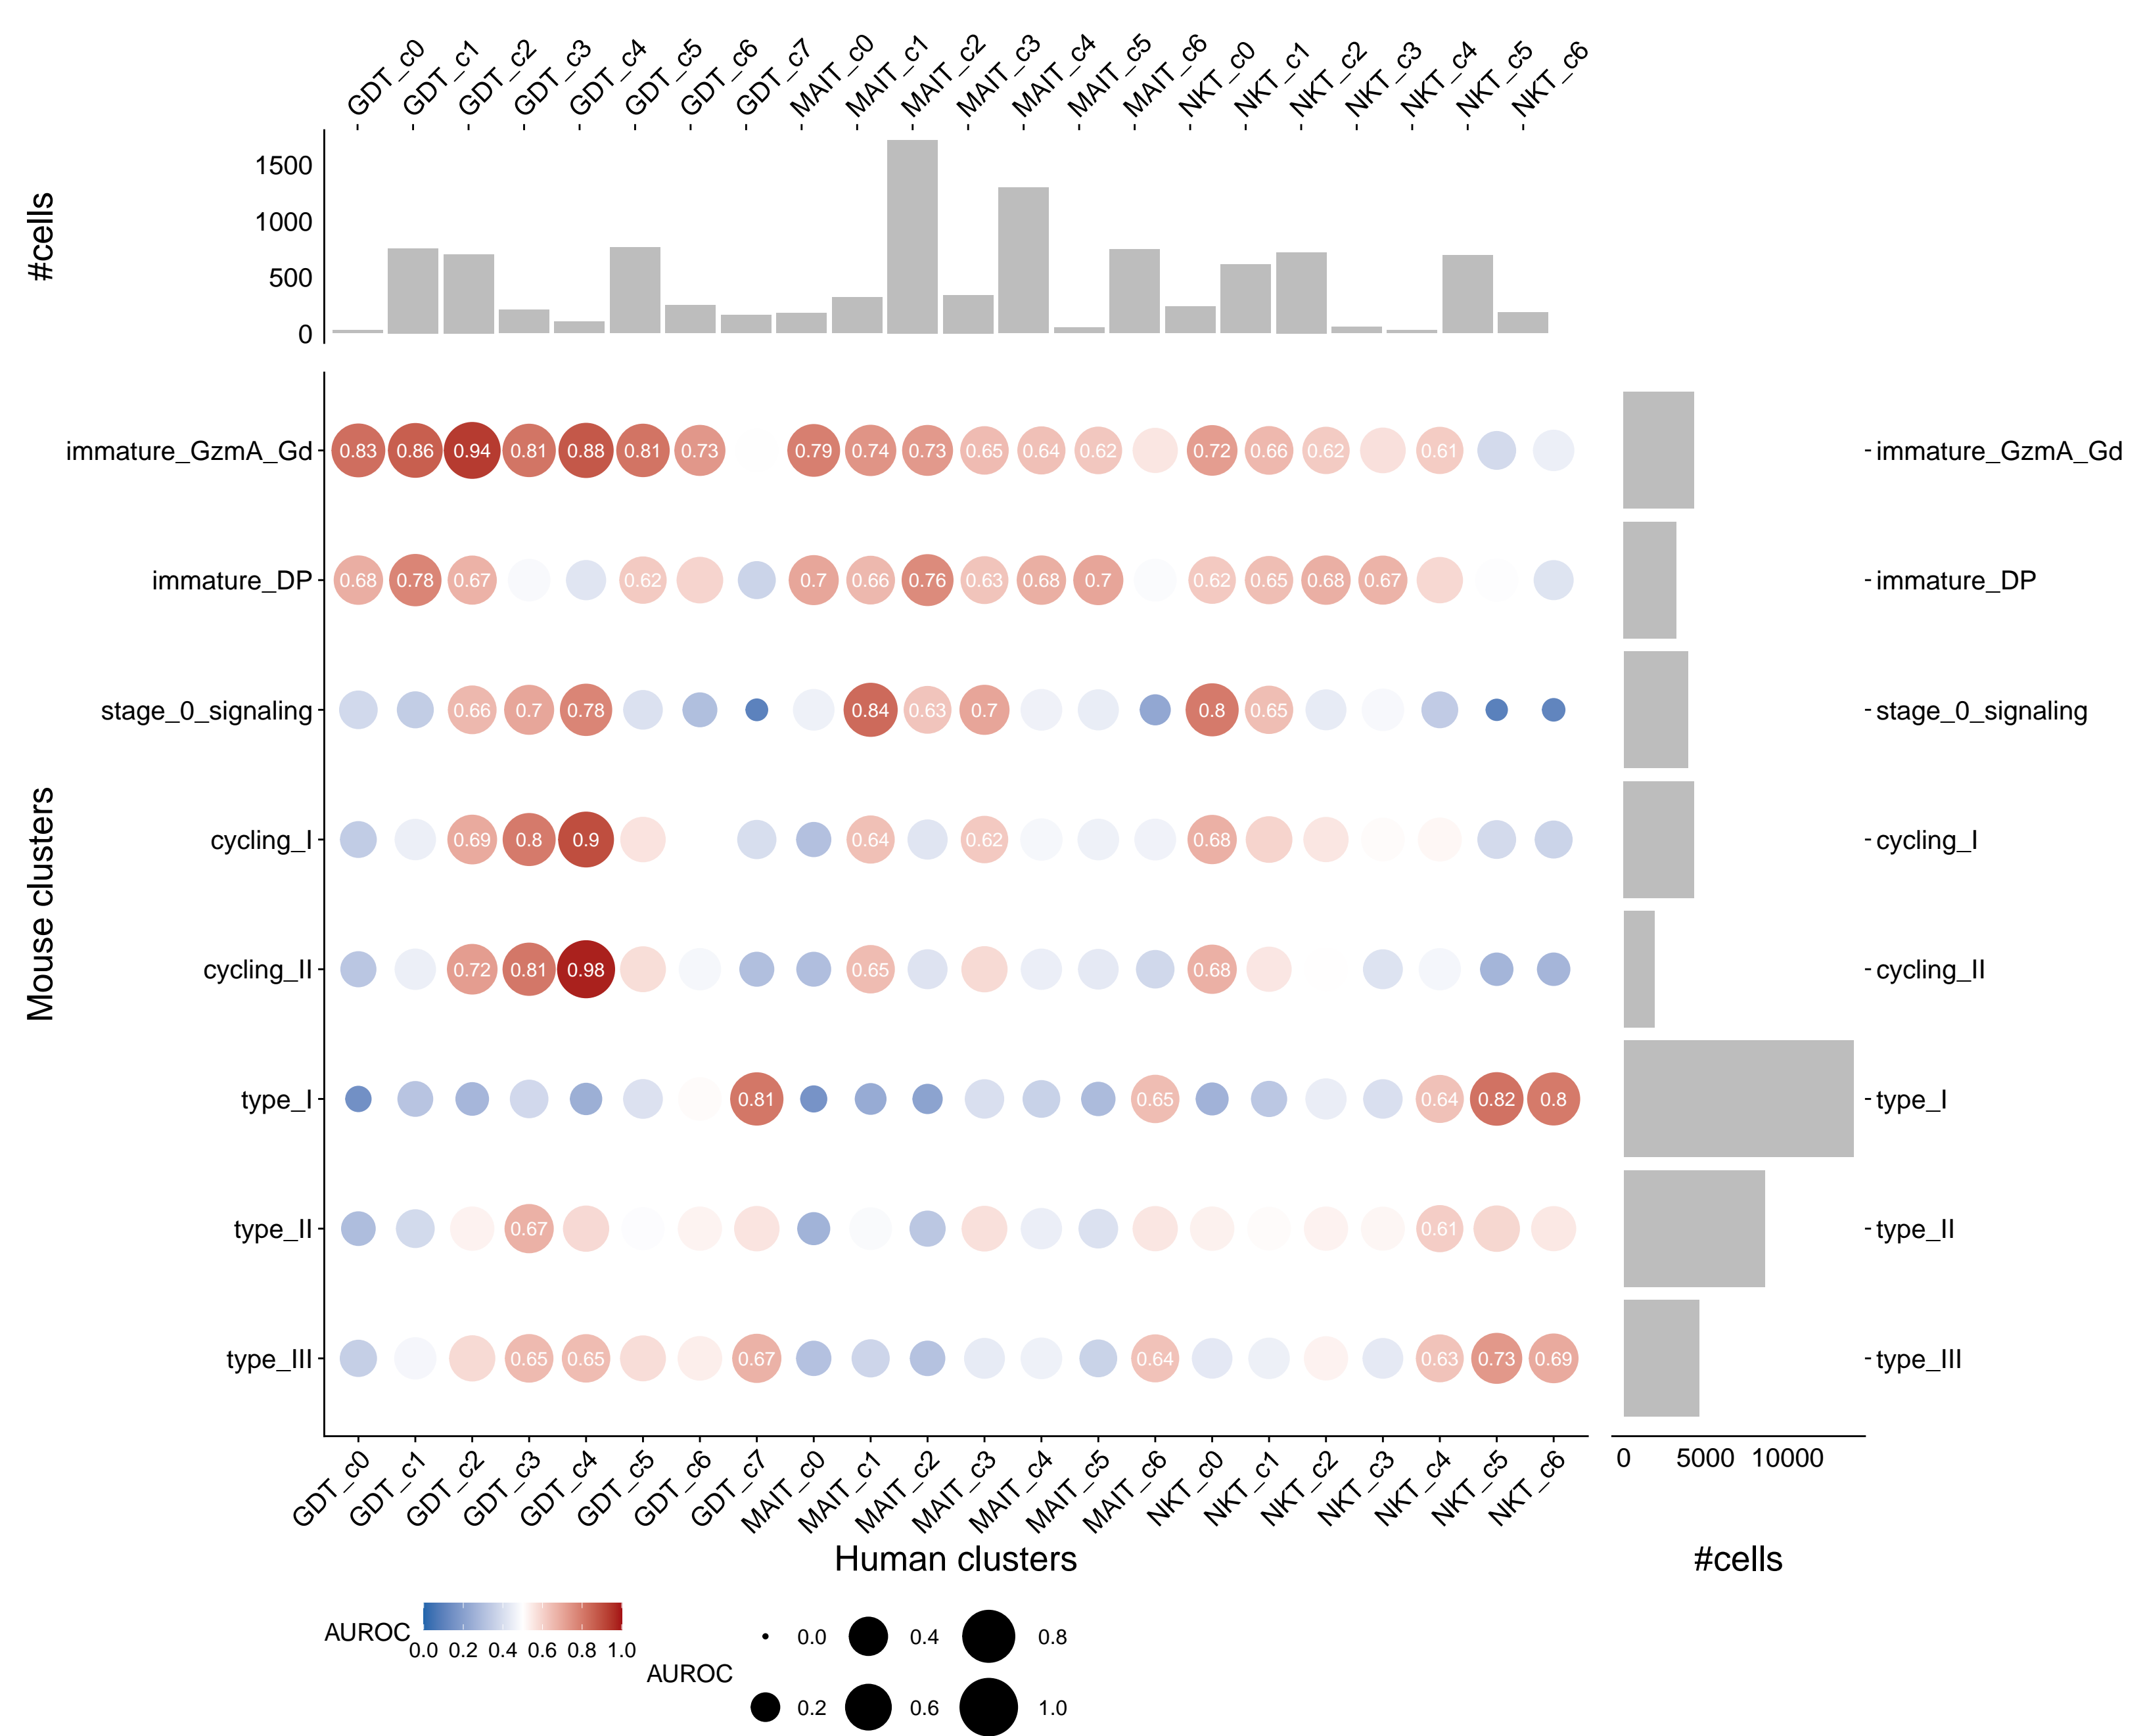 GDT_c0 GDT_c1 GDT_c2 GDT_c3 GDT_c4 GDT_c5 GDT_c6 GDT_c7 MAIT_c0 MAIT_c1 MAIT_c2 MAIT_c3 MAIT_c4 MAIT_c5 MAIT_c6 NKT_c0 NKT_c1 NKT_c2 NKT_c3 NKT_c4 NKT_c5 NKT_c6
#cells
1500
1000
500
0
Mouse clusters
immature_GzmA_Gd 0.83 0.86 0.94 0.81 0.88 0.81 0.73 0.79 0.74 0.73 0.65 0.64 0.62 0.72 0.66 0.62 0.61 immature_GzmA_Gd
immature_DP 0.68 0.78 0.67 0.62 0.7 0.66 0.76 0.63 0.68 0.7 0.62 0.65 0.68 0.67 immature_DP
stage_0_signaling 0.66 0.7 0.78 0.84 0.63 0.7 0.8 0.65 stage_0_signaling
cycling_I 0.69 0.8 0.9 0.64 0.62 0.68 cycling_I
cycling_II 0.72 0.81 0.98 0.65 0.68 cycling_II
type_I 0.81 0.65 0.64 0.82 0.8 type_I
type_II 0.67 0.61 type_II
type_III 0.65 0.65 0.67 0.64 0.63 0.73 0.69 type_III
0 5000 10000
GDT_c0 GDT_c1 GDT_c2 GDT_c3 GDT_c4 GDT_c5 GDT_c6 GDT_c7 MAIT_c0 MAIT_c1 MAIT_c2 MAIT_c3 MAIT_c4 MAIT_c5 MAIT_c6 NKT_c0 NKT_c1 NKT_c2 NKT_c3 NKT_c4 NKT_c5 NKT_c6
Human clusters
#cells
AUROC
0.0 0.2 0.4 0.6 0.8 1.0
AUROC
0.0 0.4 0.8
0.2 0.6 1.0